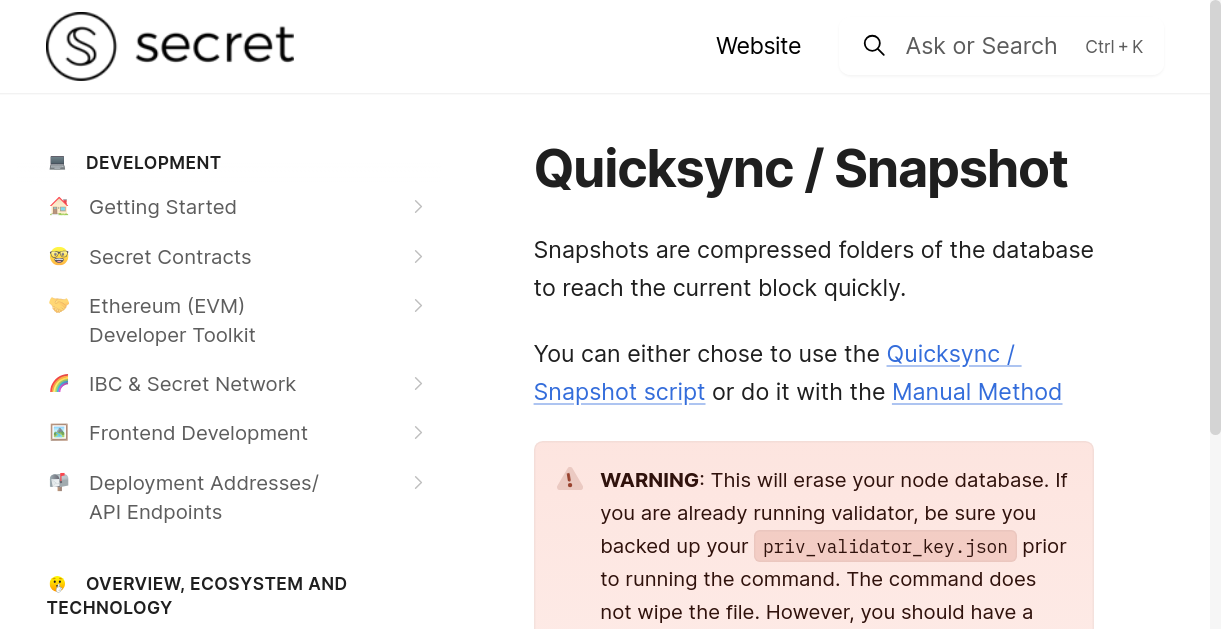 secret
Website
Ask or Search
Ctrl + K
DEVELOPMENT
Getting Started
Secret Contracts
Ethereum (EVM)
Developer Toolkit
IBC & Secret Network
Frontend Development
Deployment Addresses/
API Endpoints
OVERVIEW, ECOSYSTEM AND
TECHNOLOGY
Quicksync / Snapshot
Snapshots are compressed folders of the database
to reach the current block quickly.
You can either chose to use the Quicksync /
Snapshot script or do it with the Manual Method
WARNING: This will erase your node database. If
you are already running validator, be sure you
backed up your priv_validator_key.json prior
to running the command. The command does
not wipe the file. However, you should have a